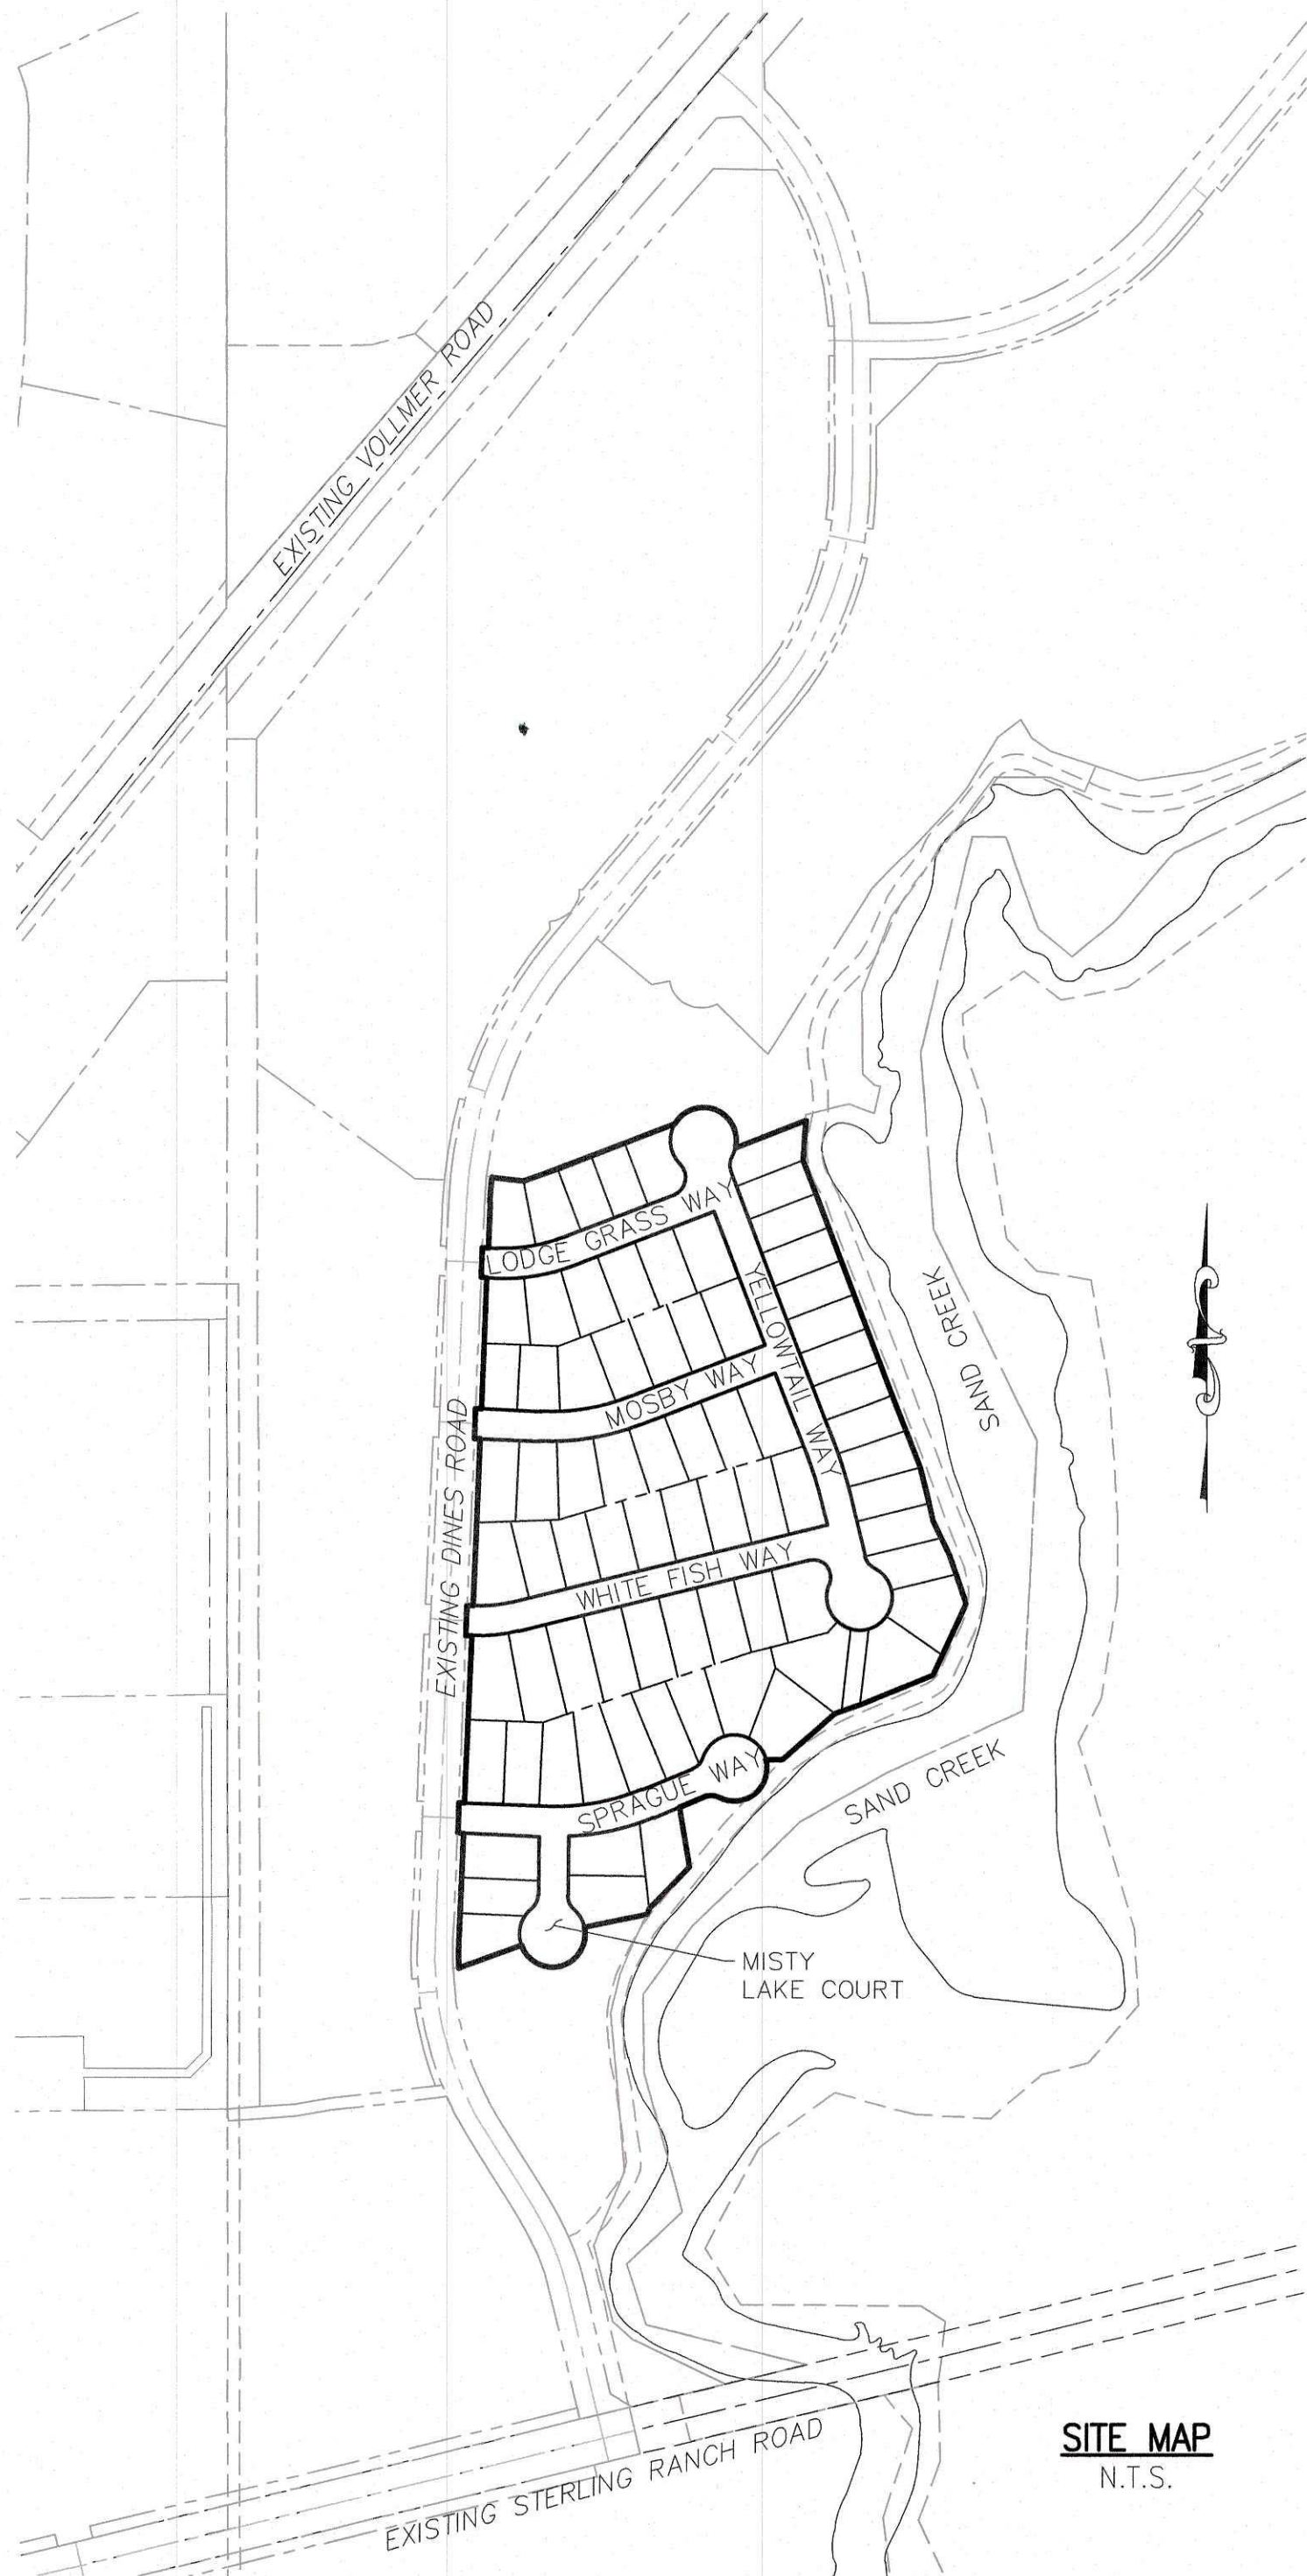 EXISTING VOLLMER ROAD
LODGE GRASS WAY
YELLOWTAIL WAY
SAND CREEK
MOSBY WAY
EXISTING DINES ROAD
WHITE FISH WAY
SPRAGUE WAY
SAND CREEK
MISTY
LAKE COURT
EXISTING STERLING RANCH ROAD
SITE MAP
N.T.S.